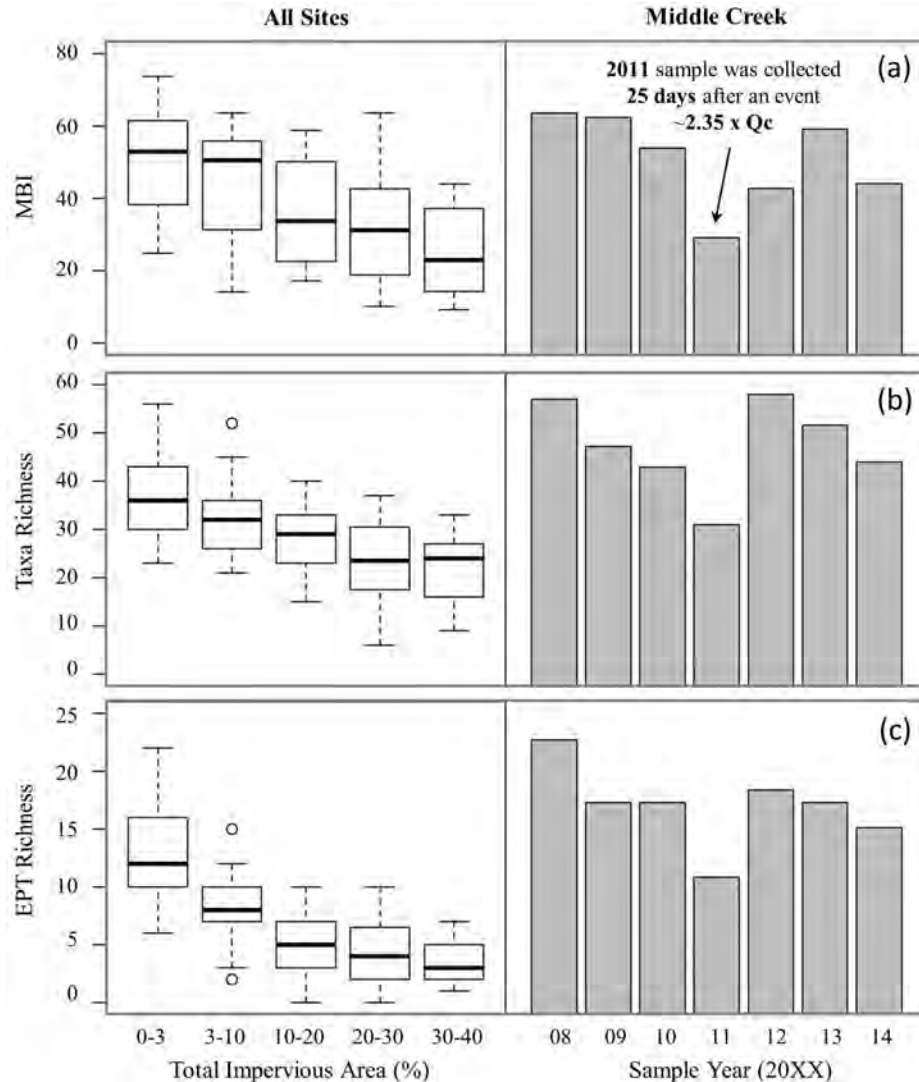 All Sites
Middle Creek
MBI
80
60
40
20
0
(a)
2011 sample was collected
25 days after an event
~2.35 x Qc
Taxa Richness
60
50
40
30
20
10
0
(b)
EPT Richness
25
20
15
10
5
0
(c)
0-3 3-10 10-20 20-30 30-40
Total Impervious Area (%)
08 09 10 11 12 13 14
Sample Year (20XX)